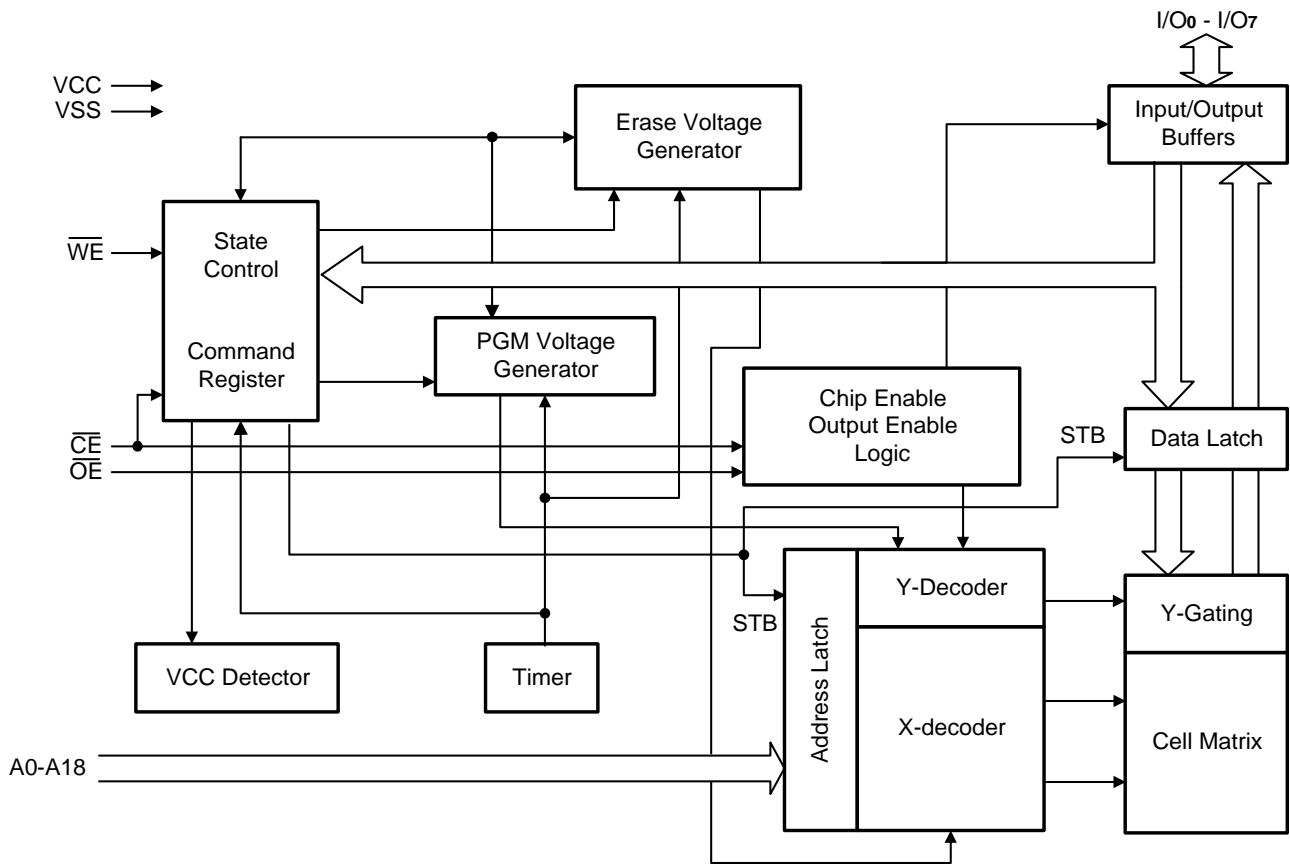 I/O0 - I/O7
VCC
VSS
Erase Voltage
Generator
Input/Output
Buffers
WE
State
Control
Command
Register
PGM Voltage
Generator
Chip Enable
Output Enable
Logic
CE
OE
STB
Data Latch
Y-Decoder
STB
Y-Gating
VCC Detector
Timer
Address Latch
X-decoder
Cell Matrix
A0-A18